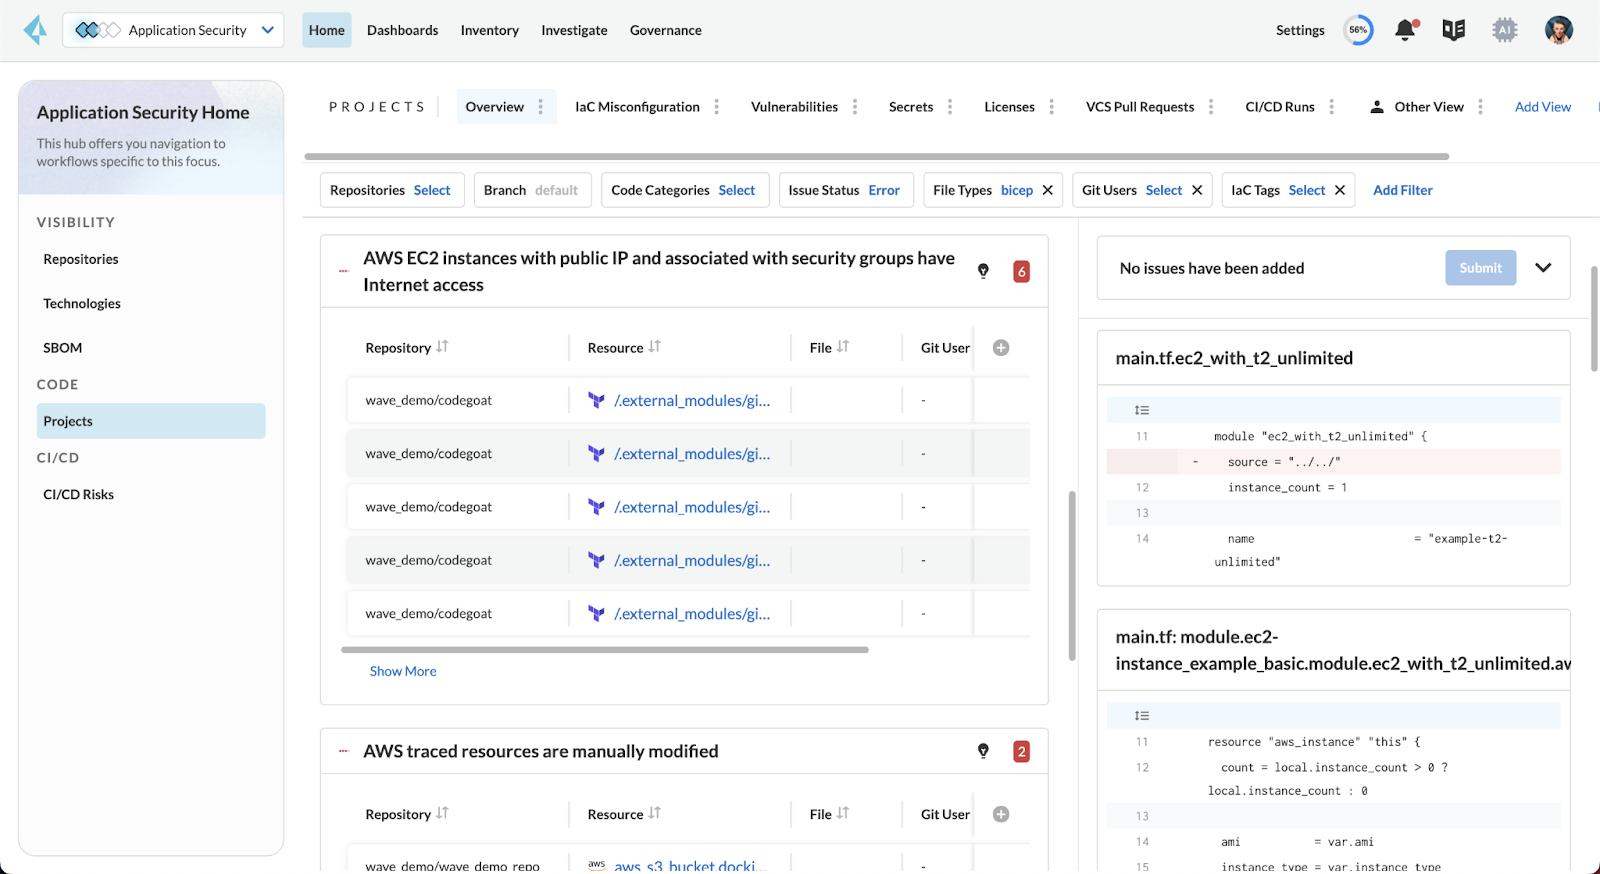 Application Security
Home
Dashboards
Inventory
Investigate
Governance
Settings
56%
AI
Application Security Home
This hub offers you navigation to
workflows specific to this focus.
VISIBILITY
Repositories
Technologies
SBOM
CODE
Projects
CI/CD
CI/CD Risks
PROJECTS
Overview
IaC Misconfiguration
Vulnerabilities
Secrets
Licenses
VCS Pull Requests
CI/CD Runs
Other View
Add View
Repositories Select
Branch default
Code Categories Select
Issue Status Error
File Types bicep
Git Users Select
IaC Tags Select
Add Filter
AWS EC2 instances with public IP and associated with security groups have
Internet access
6
Repository Resource File Git User
wave_demo/codegoat /.external_modules/gi... -
wave_demo/codegoat /.external_modules/gi... -
wave_demo/codegoat /.external_modules/gi... -
wave_demo/codegoat /.external_modules/gi... -
wave_demo/codegoat /.external_modules/gi... -
Show More
AWS traced resources are manually modified
2
Repository Resource File Git User
wave_demo/wave_demo_repo aws aws_s3_bucket.docki... -
No issues have been added
Submit
main.tf.ec2_with_t2_unlimited
11 module "ec2_with_t2_unlimited" {
- source = "../../"
12 instance_count = 1
13
14 name = "example-t2-
unlimited"
main.tf: module.ec2-
instance_example_basic.module.ec2_with_t2_unlimited.aw
11 resource "aws_instance" "this" {
12 count = local.instance_count > 0 ?
local.instance_count : 0
13
14 ami = var.ami
15 instance_type = var.instance_type